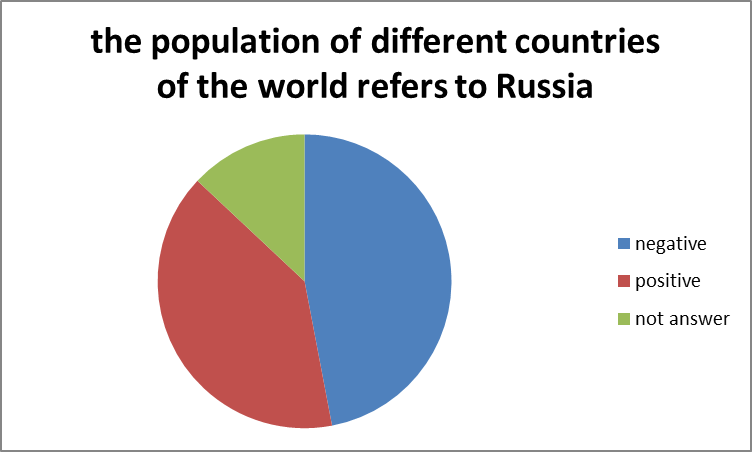 the population of different countries
of the world refers to Russia
negative
positive
not answer